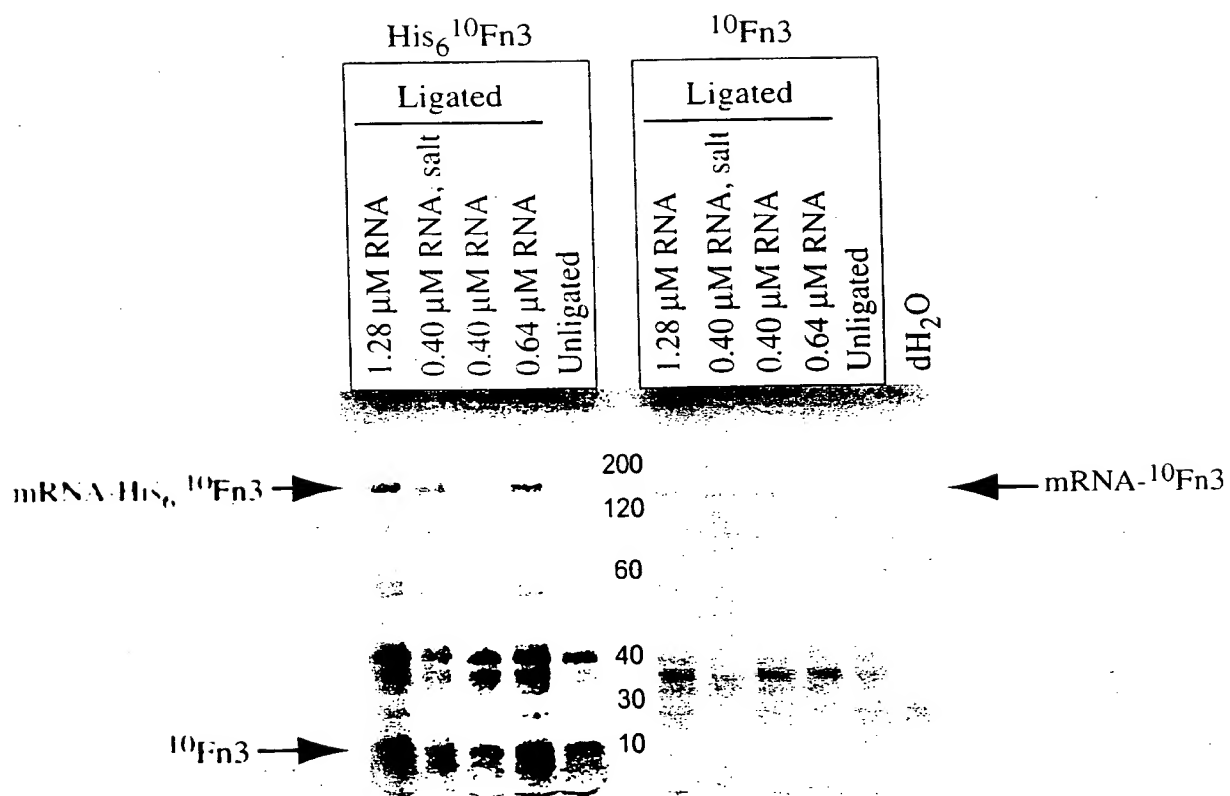 His₆¹⁰Fn3
¹⁰Fn3
Ligated
Ligated
1.28 µM RNA
0.40 µM RNA, salt
0.40 µM RNA
0.64 µM RNA
Unligated
1.28 µM RNA
0.40 µM RNA, salt
0.40 µM RNA
0.64 µM RNA
Unligated
dH₂O
mRNA-His₆ ¹⁰Fn3
200
mRNA-¹⁰Fn3
120
60
40
30
¹⁰Fn3
10